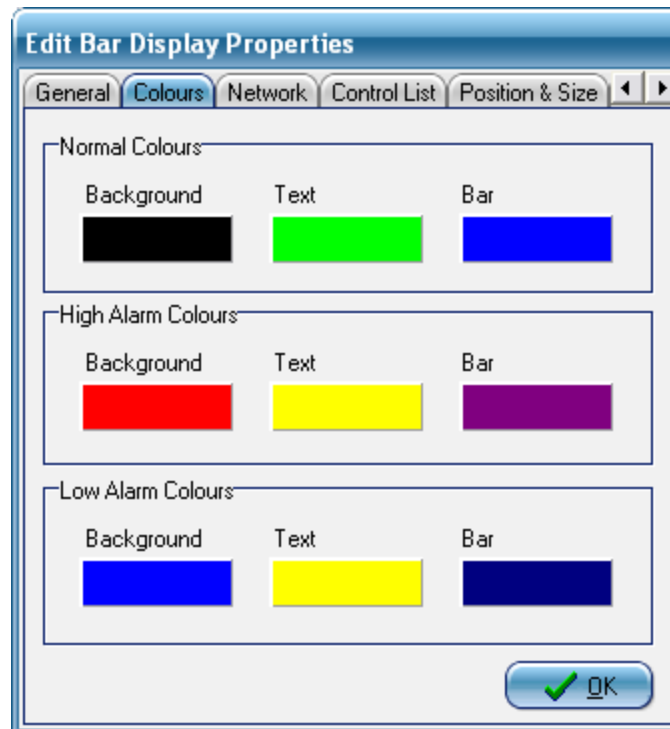 Edit Bar Display Properties
General Colours Network Control List Position & Size
Normal Colours
Background Text Bar
High Alarm Colours
Background Text Bar
Low Alarm Colours
Background Text Bar
OK